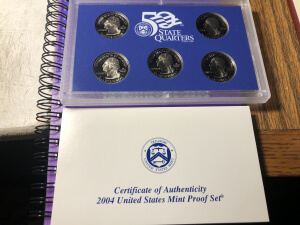 50
STATE
QUARTERS
Certificate of Authenticity
2004 United States Mint Proof Set®